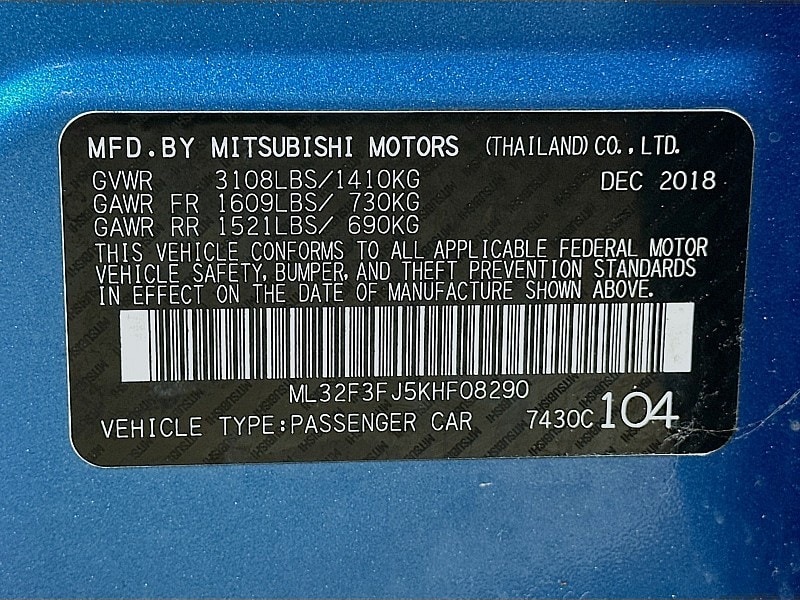 MFD.BY MITSUBISHI MOTORS (THAILAND) CO., LTD.
GVWR 3108LBS/1410KG DEC 2018
GAWR FR 1609LBS/ 730KG
GAWR RR 1521LBS/ 690KG
THIS VEHICLE CONFORMS TO ALL APPLICABLE FEDERAL MOTOR
VEHICLE SAFETY, BUMPER, AND THEFT PREVENTION STANDARDS
IN EFFECT ON THE DATE OF MANUFACTURE SHOWN ABOVE.
ML32F3FJ5KHF08290
VEHICLE TYPE:PASSENGER CAR 7430C 104